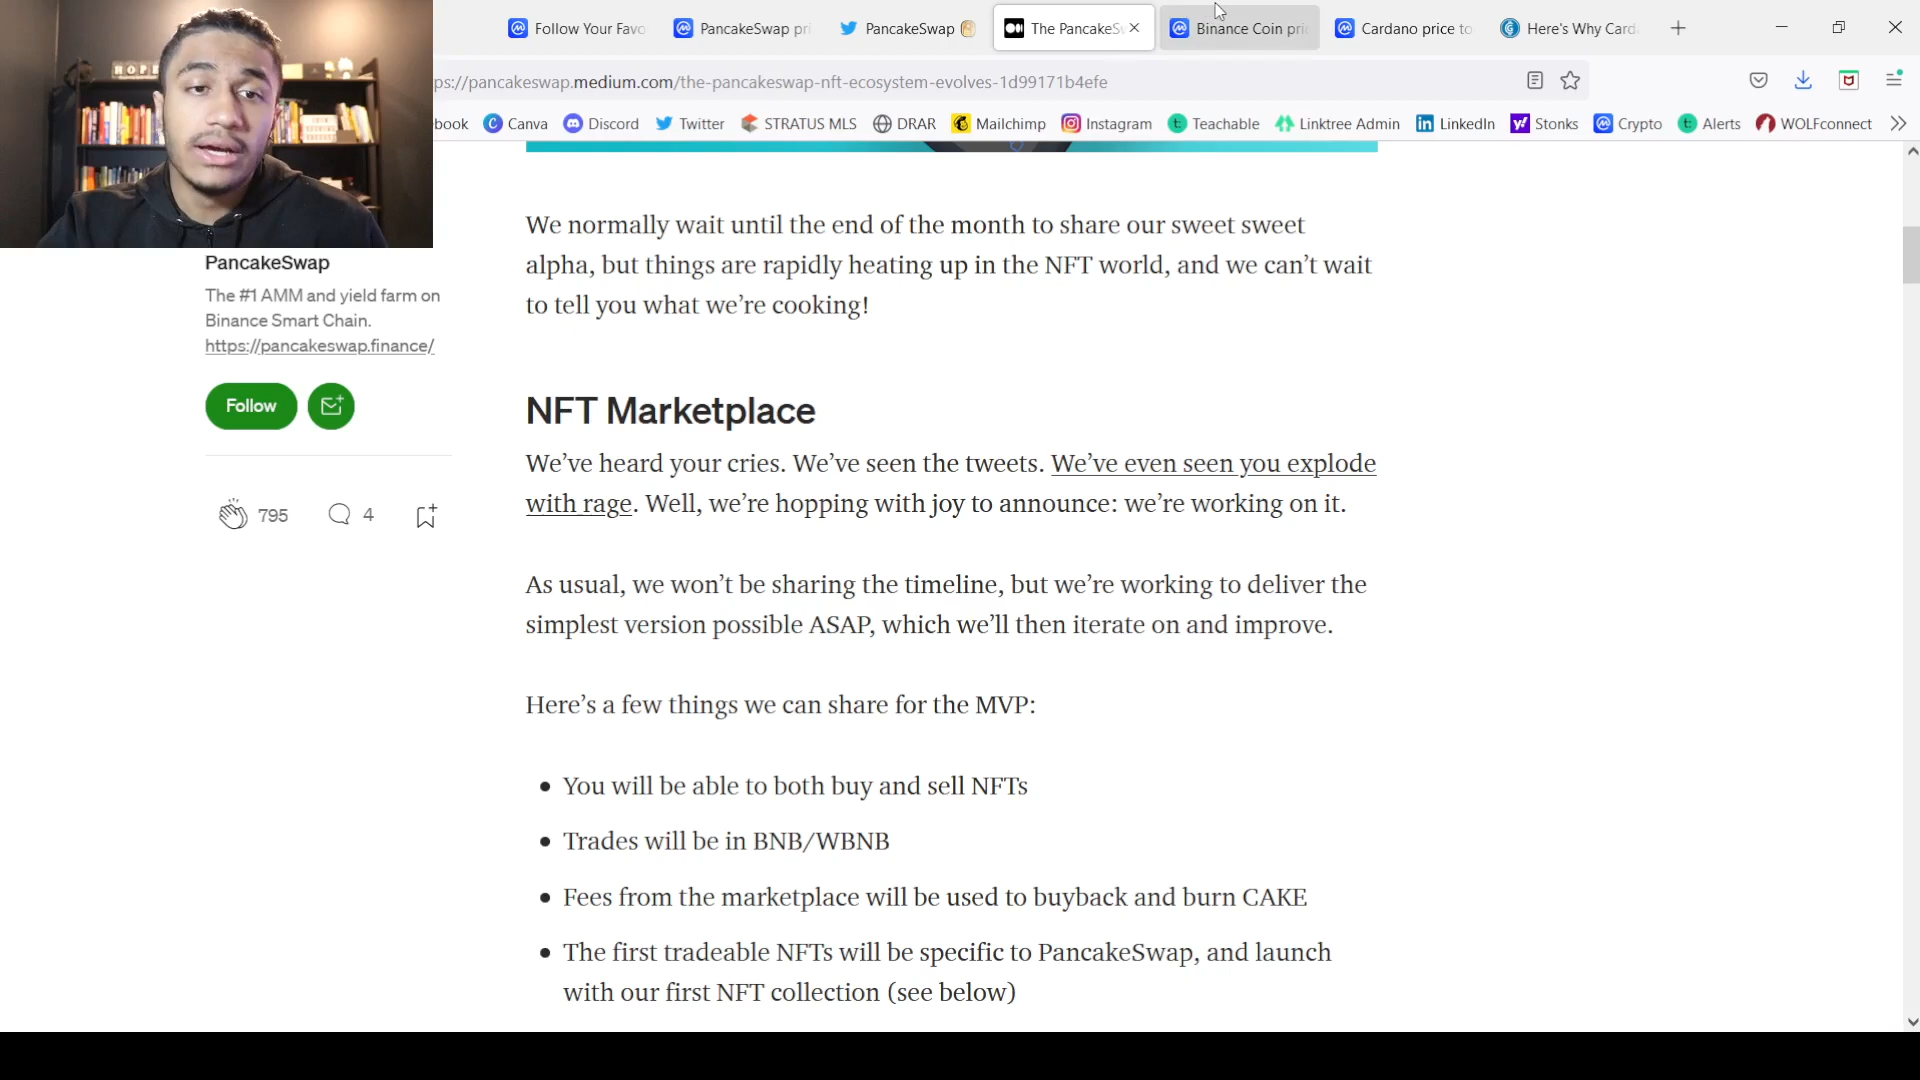 HOPE
Follow Your Favo
PancakeSwap pri
PancakeSwap
The PancakeSw
Binance Coin pri
Cardano price to
Here's Why Card
ps://pancakeswap.medium.com/the-pancakeswap-nft-ecosystem-evolves-1d99171b4efe
book
Canva
Discord
Twitter
STRATUS MLS
DRAR
Mailchimp
Instagram
Teachable
Linktree Admin
LinkedIn
Stonks
Crypto
Alerts
WOLFconnect
PancakeSwap
The #1 AMM and yield farm on
Binance Smart Chain.
https://pancakeswap.finance/
Follow
795
4
We normally wait until the end of the month to share our sweet sweet
alpha, but things are rapidly heating up in the NFT world, and we can't wait
to tell you what we're cooking!
NFT Marketplace
We've heard your cries. We've seen the tweets. We've even seen you explode
with rage. Well, we're hopping with joy to announce: we're working on it.
As usual, we won't be sharing the timeline, but we're working to deliver the
simplest version possible ASAP, which we'll then iterate on and improve.
Here's a few things we can share for the MVP:
• You will be able to both buy and sell NFTs
• Trades will be in BNB/WBNB
• Fees from the marketplace will be used to buyback and burn CAKE
• The first tradeable NFTs will be specific to PancakeSwap, and launch
with our first NFT collection (see below)